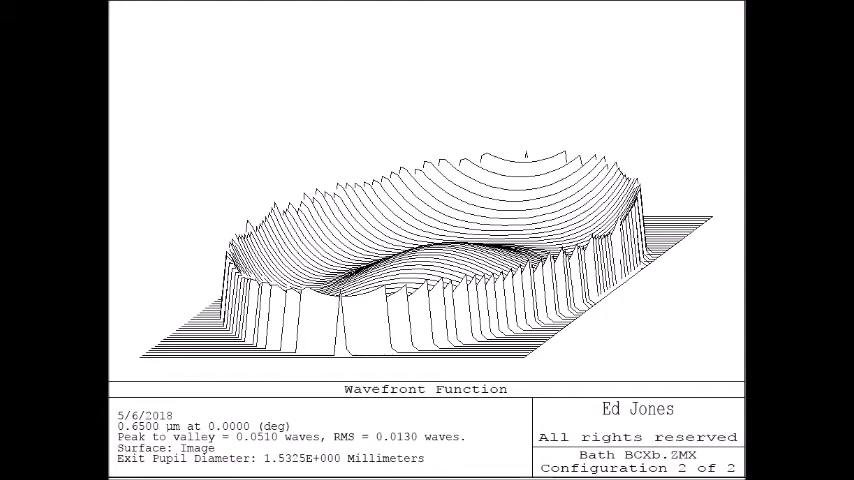 Wavefront Function
5/6/2018
0.6500 µm at 0.0000 (deg)
Peak to valley = 0.0510 waves, RMS = 0.0130 waves.
Surface: Image
Exit Pupil Diameter: 1.5325E+000 Millimeters
Ed Jones
All rights reserved
Bath BCXb.ZMX
Configuration 2 of 2